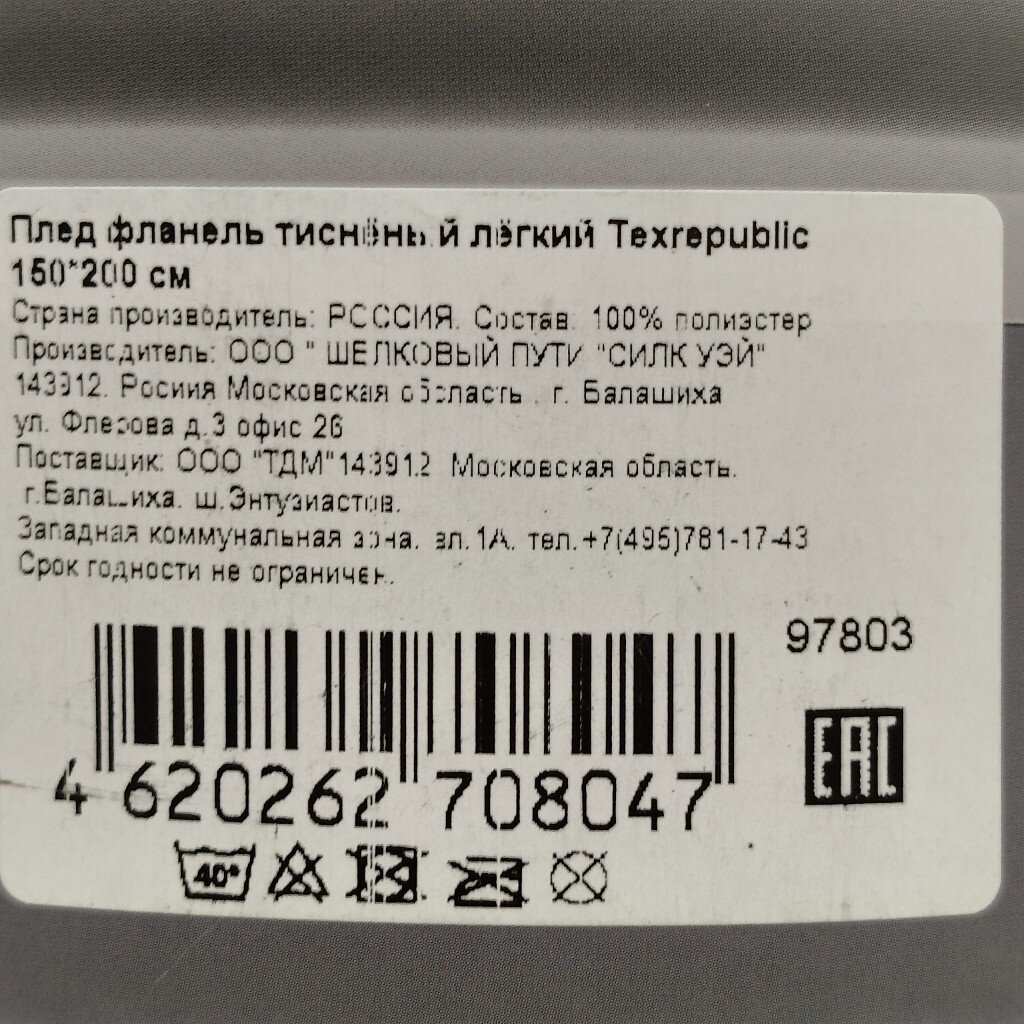 Плед фланель тиснёный лёгкий Texrepublic
150*200 см
Страна производитель: РОССИЯ. Состав: 100% полиэстер
Производитель: ООО " ШЕЛКОВЫЙ ПУТИ "СИЛК УЭЙ"
143912. Росиия Московская область , г. Балашиха
ул. Флерова д.3 офис 26
Поставщик: ООО "ТДМ"143912 Московская область.
г.Балашиха. ш.Энтузиастов.
Западная коммунальная зона. вл.1А. тел.+7(495)781-17-43
Срок годности не ограничен.
97803
EAC
4 620262 708047
40°